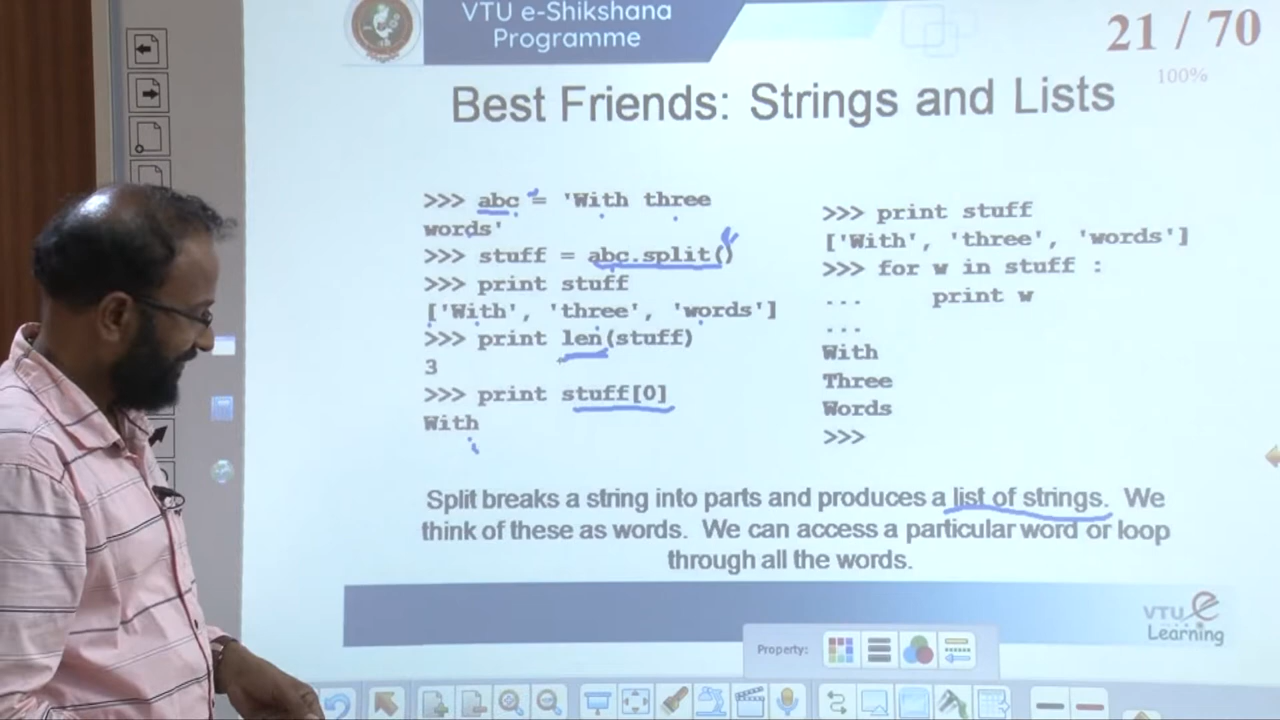 VTU e-Shikshana
Programme
21 / 70
100%
Best Friends: Strings and Lists
>>> abc = 'With three
words'
>>> stuff = abc.split()
>>> print stuff
['With', 'three', 'words']
>>> print len(stuff)
3
>>> print stuff[0]
With
>>> print stuff
['With', 'three', 'words']
>>> for w in stuff :
... print w
...
With
Three
Words
>>>
Split breaks a string into parts and produces a list of strings. We
think of these as words. We can access a particular word or loop
through all the words.
VTU e
Learning
Property: